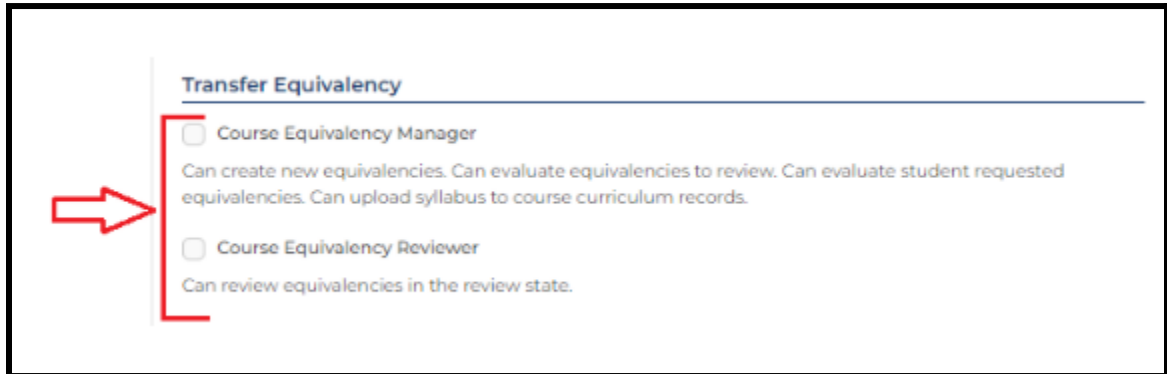 Transfer Equivalency
Course Equivalency Manager
Can create new equivalencies. Can evaluate equivalencies to review. Can evaluate student requested
equivalencies. Can upload syllabus to course curriculum records.
Course Equivalency Reviewer
Can review equivalencies in the review state.